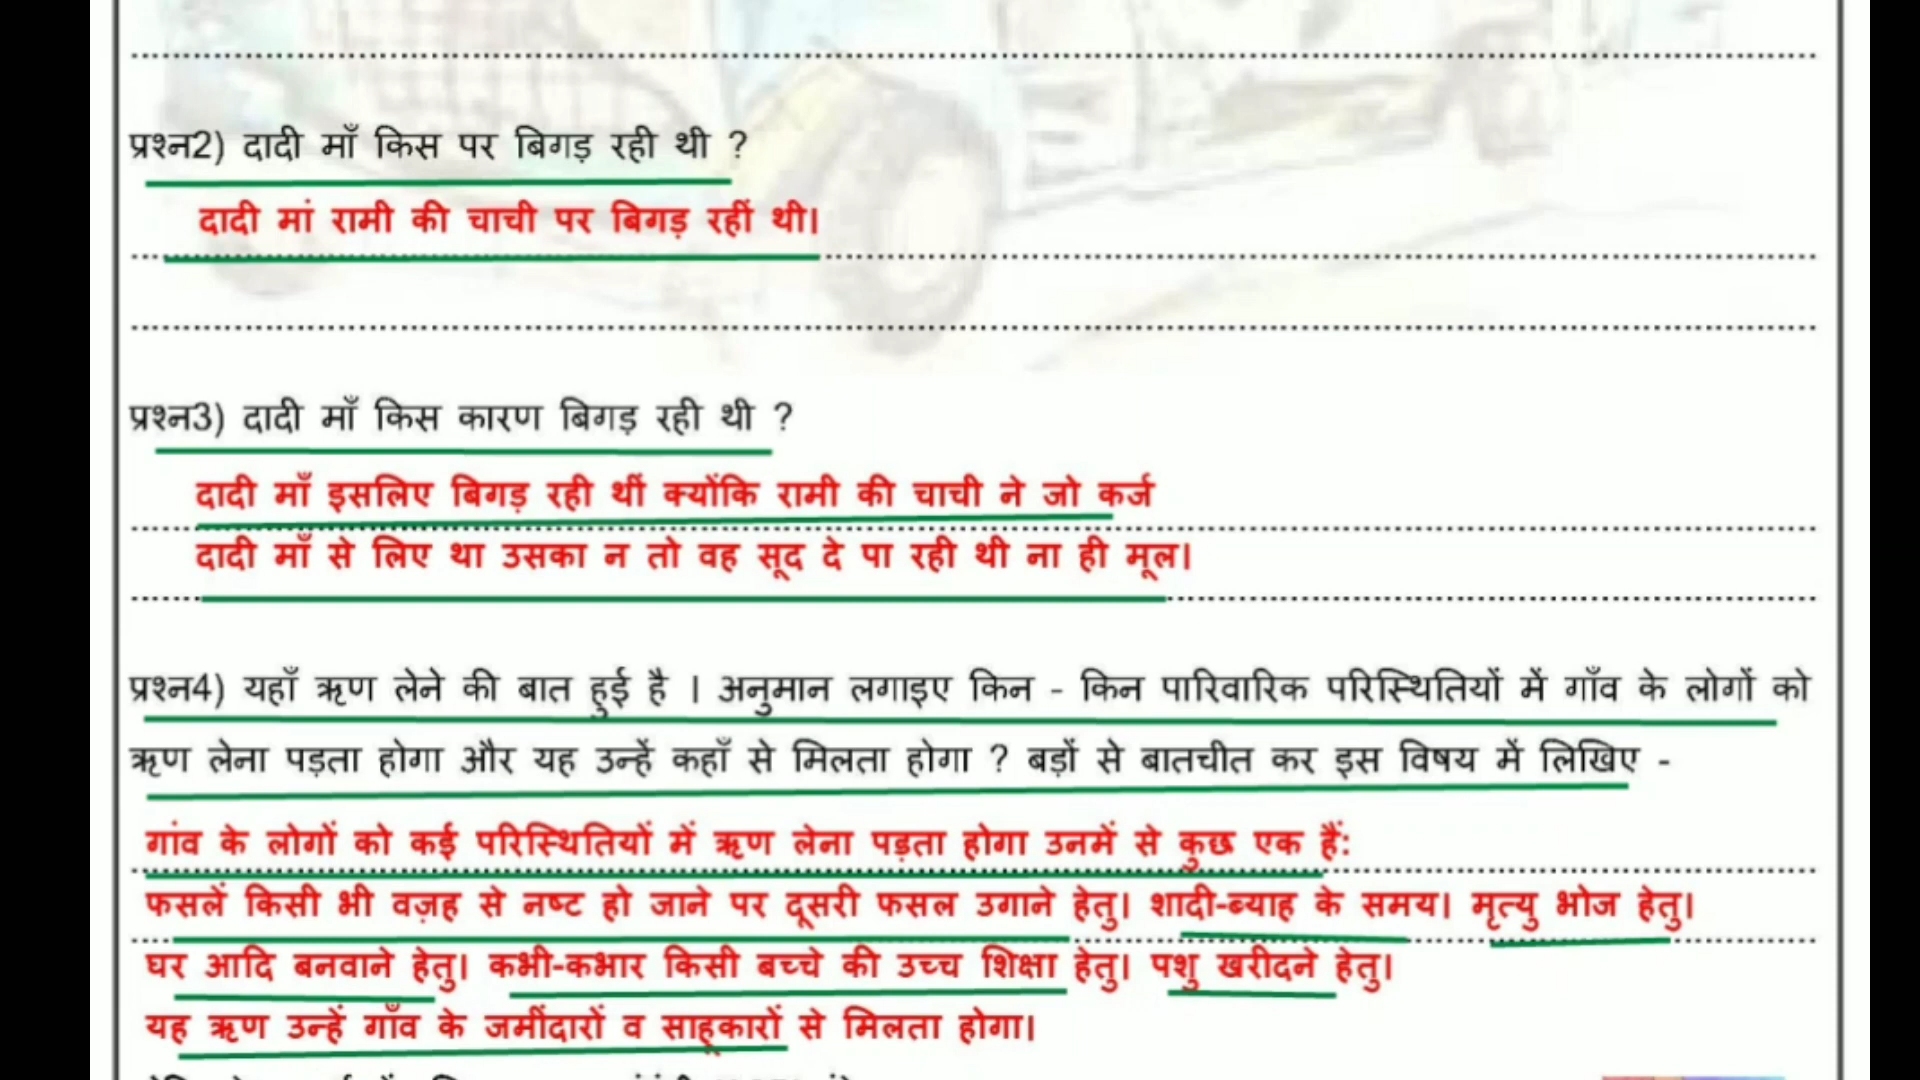 प्रश्न2) दादी माँ किस पर बिगड़ रही थी ?
दादी मां रामी की चाची पर बिगड़ रहीं थी।
प्रश्न3) दादी माँ किस कारण बिगड़ रही थी ?
दादी माँ इसलिए बिगड़ रही थीं क्योंकि रामी की चाची ने जो कर्ज
दादी माँ से लिए था उसका न तो वह सूद दे पा रही थी ना ही मूल।
प्रश्न4) यहाँ ऋण लेने की बात हुई है । अनुमान लगाइए किन - किन पारिवारिक परिस्थितियों में गाँव के लोगों को
ऋण लेना पड़ता होगा और यह उन्हें कहाँ से मिलता होगा ? बड़ों से बातचीत कर इस विषय में लिखिए -
गांव के लोगों को कई परिस्थितियों में ऋण लेना पड़ता होगा उनमें से कुछ एक हैं:
फसलें किसी भी वज़ह से नष्ट हो जाने पर दूसरी फसल उगाने हेतु। शादी-ब्याह के समय। मृत्यु भोज हेतु।
घर आदि बनवाने हेतु। कभी-कभार किसी बच्चे की उच्च शिक्षा हेतु। पशु खरीदने हेतु।
यह ऋण उन्हें गाँव के जमींदारों व साहूकारों से मिलता होगा।